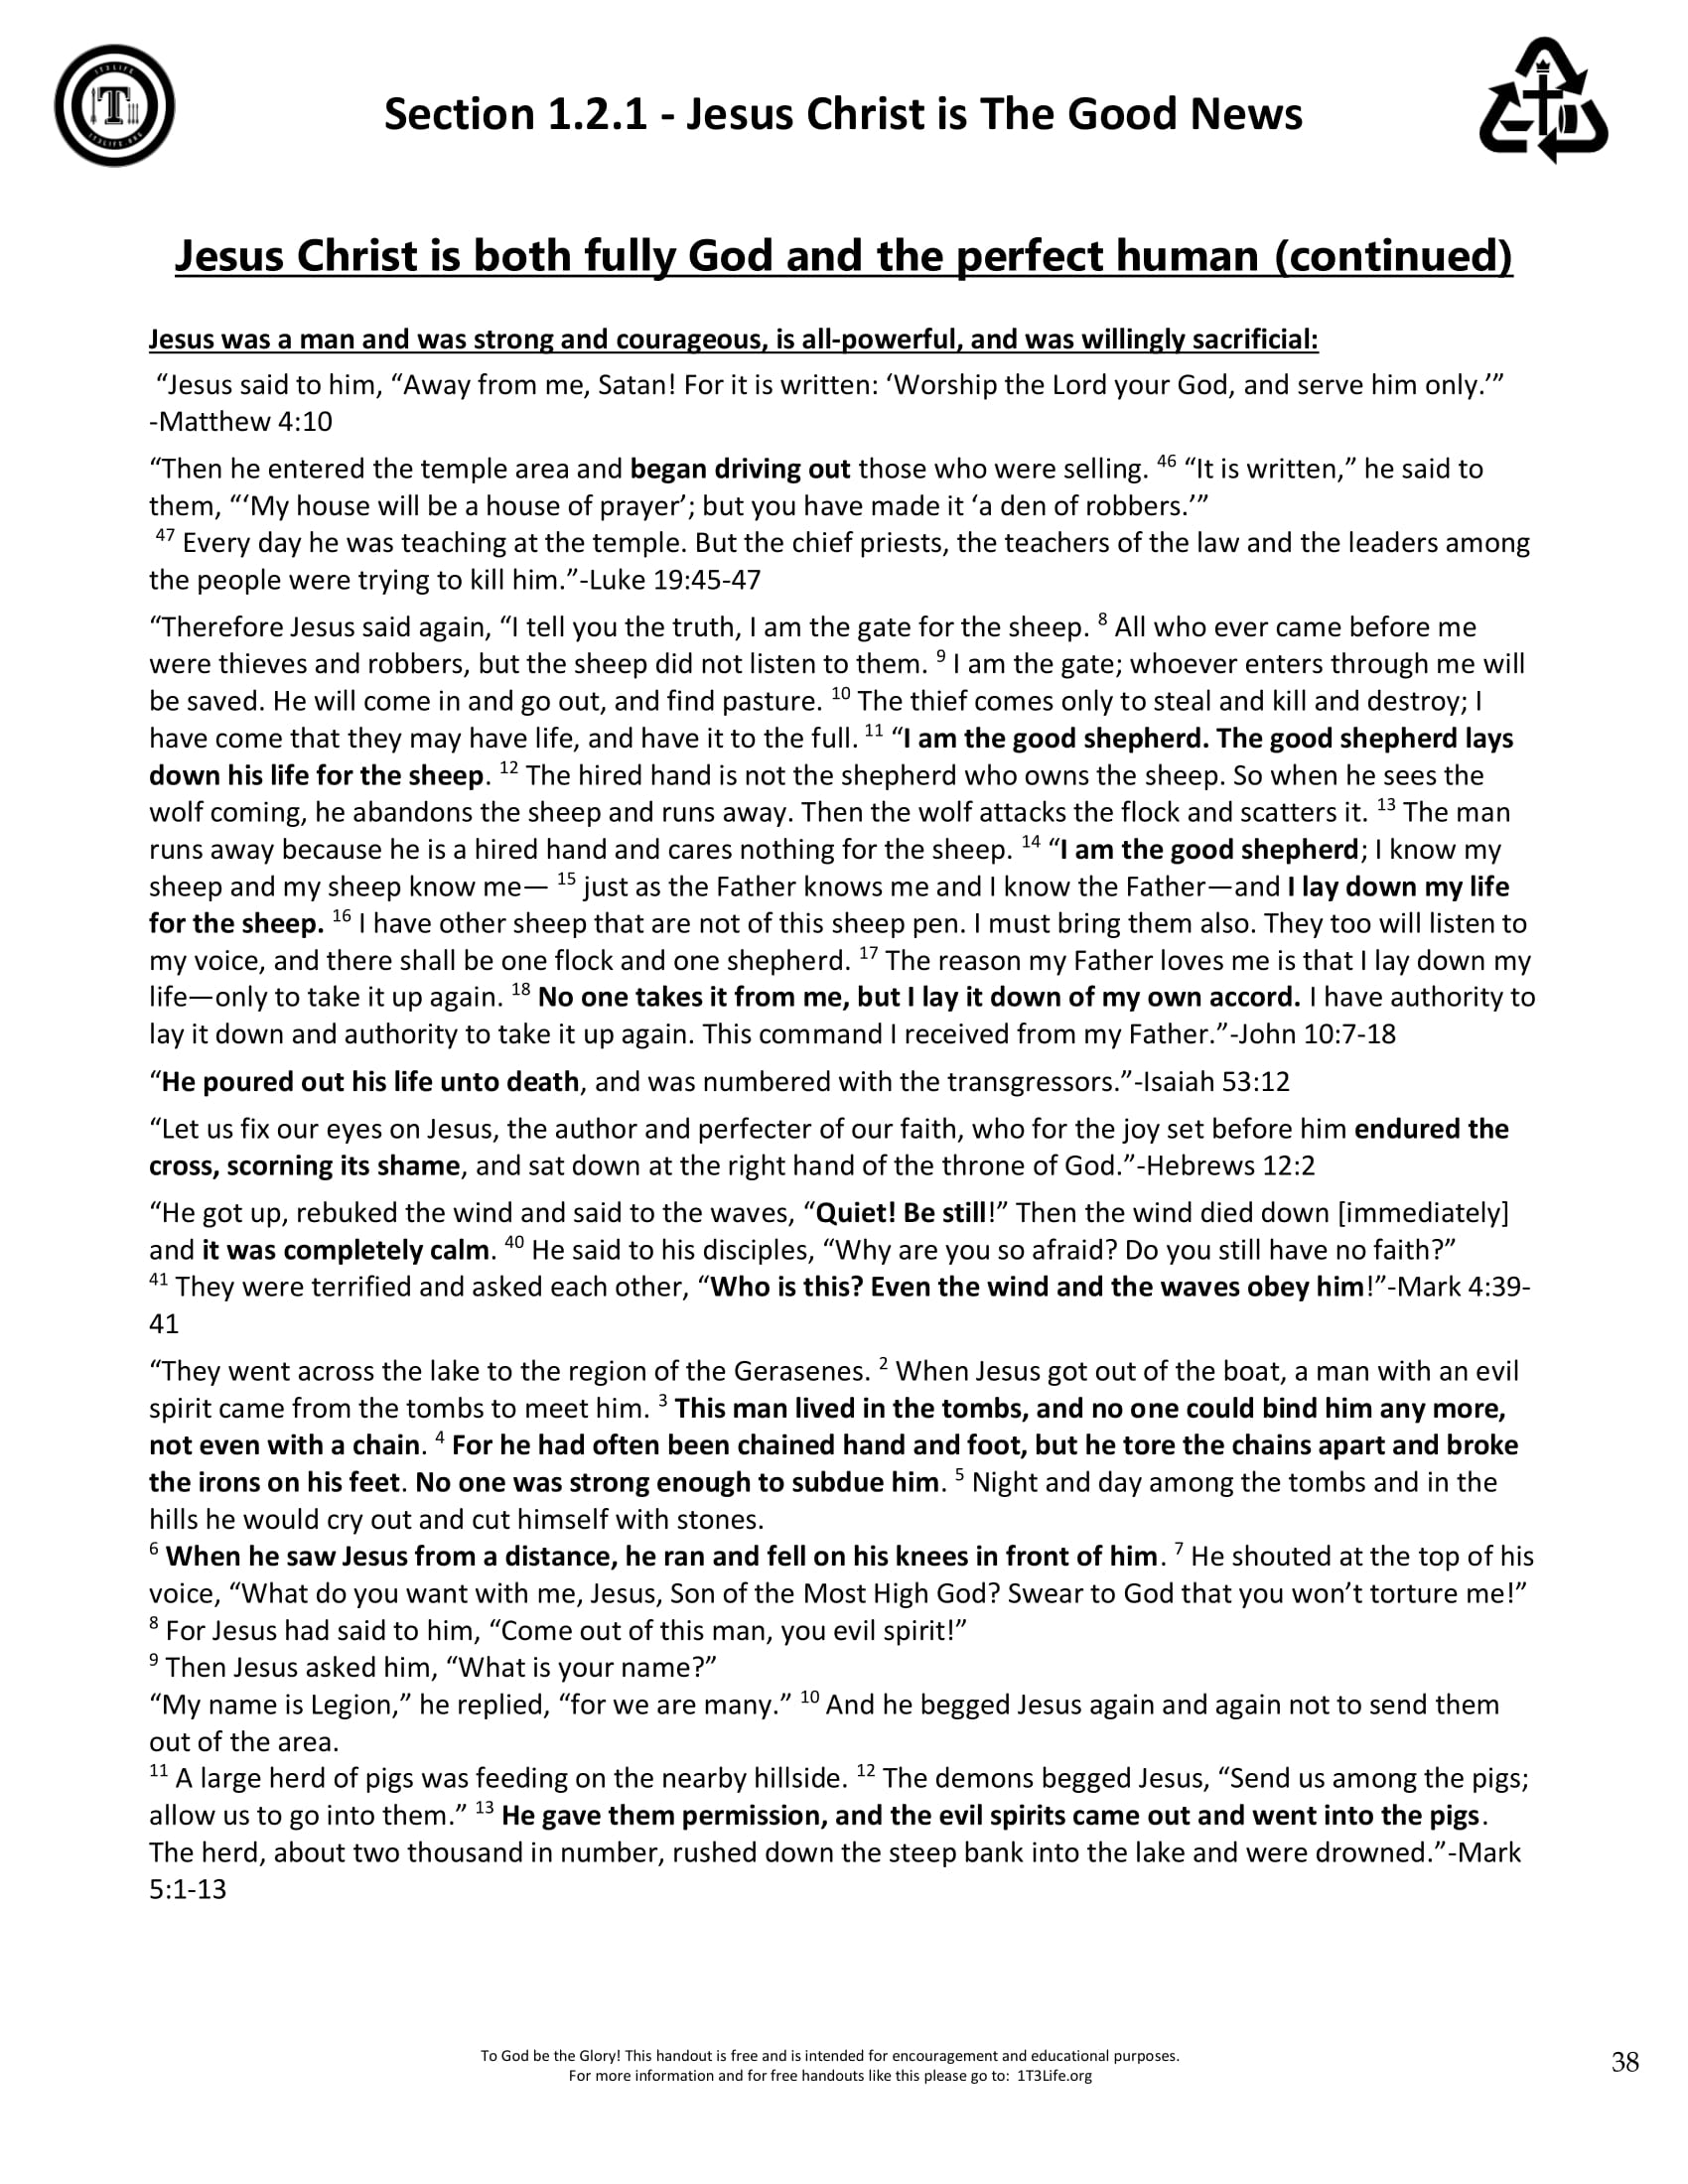 1T3LIFE
1T3LIFE.ORG
Section 1.2.1 - Jesus Christ is The Good News
Jesus Christ is both fully God and the perfect human (continued)
Jesus was a man and was strong and courageous, is all-powerful, and was willingly sacrificial:
“Jesus said to him, “Away from me, Satan! For it is written: ‘Worship the Lord your God, and serve him only.’”
-Matthew 4:10
“Then he entered the temple area and began driving out those who were selling. 46 “It is written,” he said to
them, “‘My house will be a house of prayer’; but you have made it ‘a den of robbers.’”
47 Every day he was teaching at the temple. But the chief priests, the teachers of the law and the leaders among
the people were trying to kill him.”-Luke 19:45-47
“Therefore Jesus said again, “I tell you the truth, I am the gate for the sheep. 8 All who ever came before me
were thieves and robbers, but the sheep did not listen to them. 9 I am the gate; whoever enters through me will
be saved. He will come in and go out, and find pasture. 10 The thief comes only to steal and kill and destroy; I
have come that they may have life, and have it to the full. 11 “I am the good shepherd. The good shepherd lays
down his life for the sheep. 12 The hired hand is not the shepherd who owns the sheep. So when he sees the
wolf coming, he abandons the sheep and runs away. Then the wolf attacks the flock and scatters it. 13 The man
runs away because he is a hired hand and cares nothing for the sheep. 14 “I am the good shepherd; I know my
sheep and my sheep know me— 15 just as the Father knows me and I know the Father—and I lay down my life
for the sheep. 16 I have other sheep that are not of this sheep pen. I must bring them also. They too will listen to
my voice, and there shall be one flock and one shepherd. 17 The reason my Father loves me is that I lay down my
life—only to take it up again. 18 No one takes it from me, but I lay it down of my own accord. I have authority to
lay it down and authority to take it up again. This command I received from my Father.”-John 10:7-18
“He poured out his life unto death, and was numbered with the transgressors.”-Isaiah 53:12
“Let us fix our eyes on Jesus, the author and perfecter of our faith, who for the joy set before him endured the
cross, scorning its shame, and sat down at the right hand of the throne of God.”-Hebrews 12:2
“He got up, rebuked the wind and said to the waves, “Quiet! Be still!” Then the wind died down [immediately]
and it was completely calm. 40 He said to his disciples, “Why are you so afraid? Do you still have no faith?”
41 They were terrified and asked each other, “Who is this? Even the wind and the waves obey him!”-Mark 4:39-
41
“They went across the lake to the region of the Gerasenes. 2 When Jesus got out of the boat, a man with an evil
spirit came from the tombs to meet him. 3 This man lived in the tombs, and no one could bind him any more,
not even with a chain. 4 For he had often been chained hand and foot, but he tore the chains apart and broke
the irons on his feet. No one was strong enough to subdue him. 5 Night and day among the tombs and in the
hills he would cry out and cut himself with stones.
6 When he saw Jesus from a distance, he ran and fell on his knees in front of him. 7 He shouted at the top of his
voice, “What do you want with me, Jesus, Son of the Most High God? Swear to God that you won’t torture me!”
8 For Jesus had said to him, “Come out of this man, you evil spirit!”
9 Then Jesus asked him, “What is your name?”
“My name is Legion,” he replied, “for we are many.” 10 And he begged Jesus again and again not to send them
out of the area.
11 A large herd of pigs was feeding on the nearby hillside. 12 The demons begged Jesus, “Send us among the pigs;
allow us to go into them.” 13 He gave them permission, and the evil spirits came out and went into the pigs.
The herd, about two thousand in number, rushed down the steep bank into the lake and were drowned.”-Mark
5:1-13
To God be the Glory! This handout is free and is intended for encouragement and educational purposes.
For more information and for free handouts like this please go to: 1T3Life.org
38